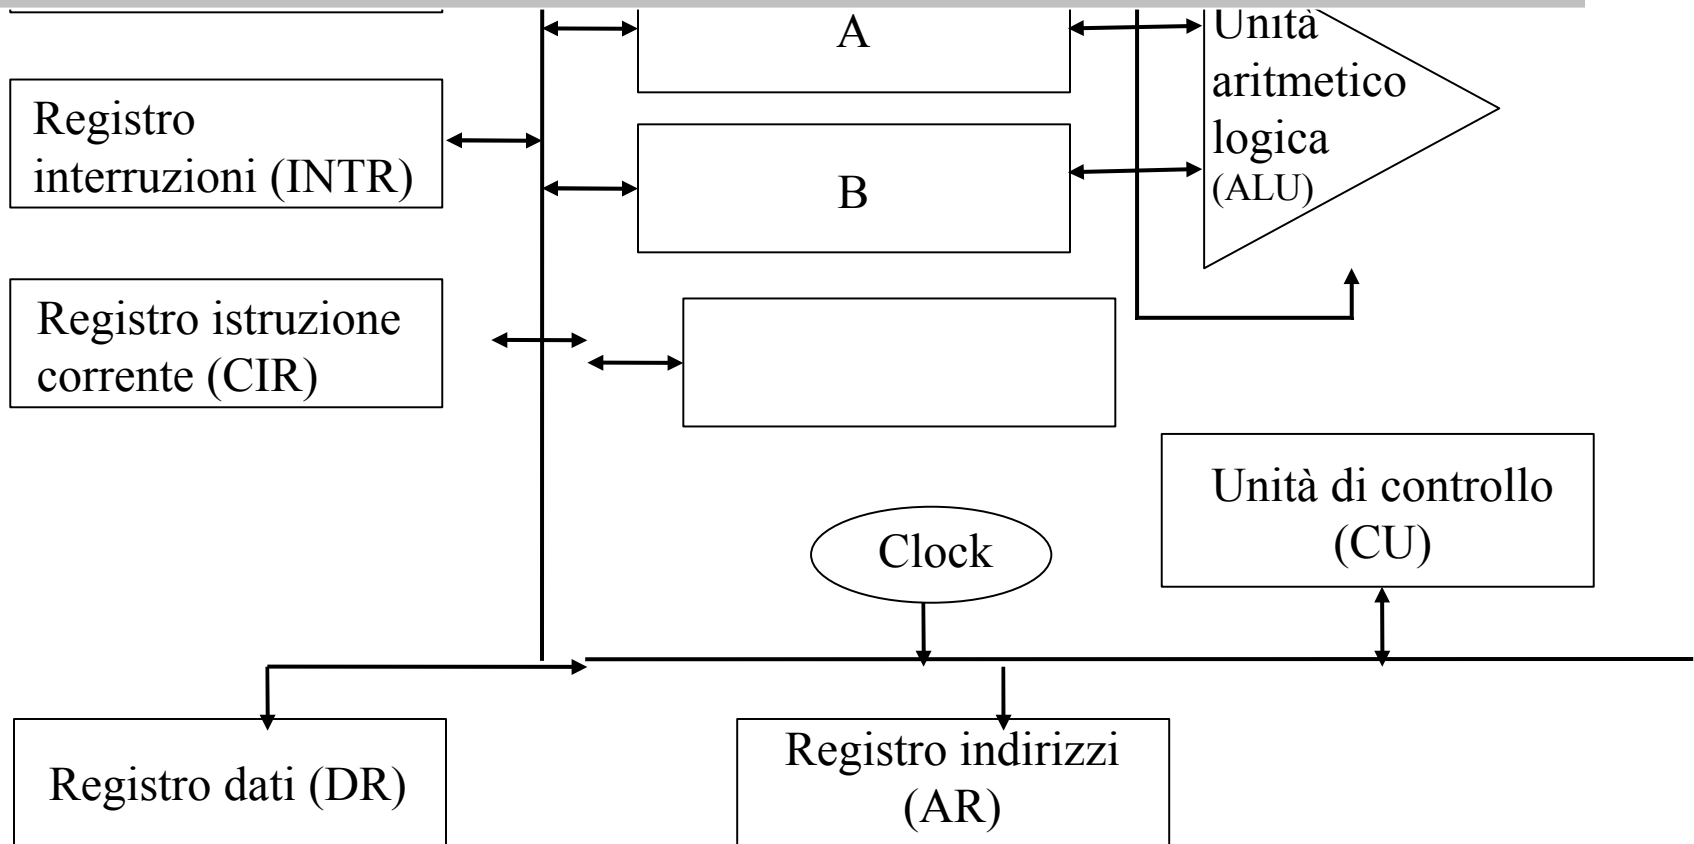 A
Unità
aritmetico
logica
(ALU)
Registro
interruzioni (INTR)
B
Registro istruzione
corrente (CIR)
Unità di controllo
(CU)
Clock
Registro dati (DR)
Registro indirizzi
(AR)